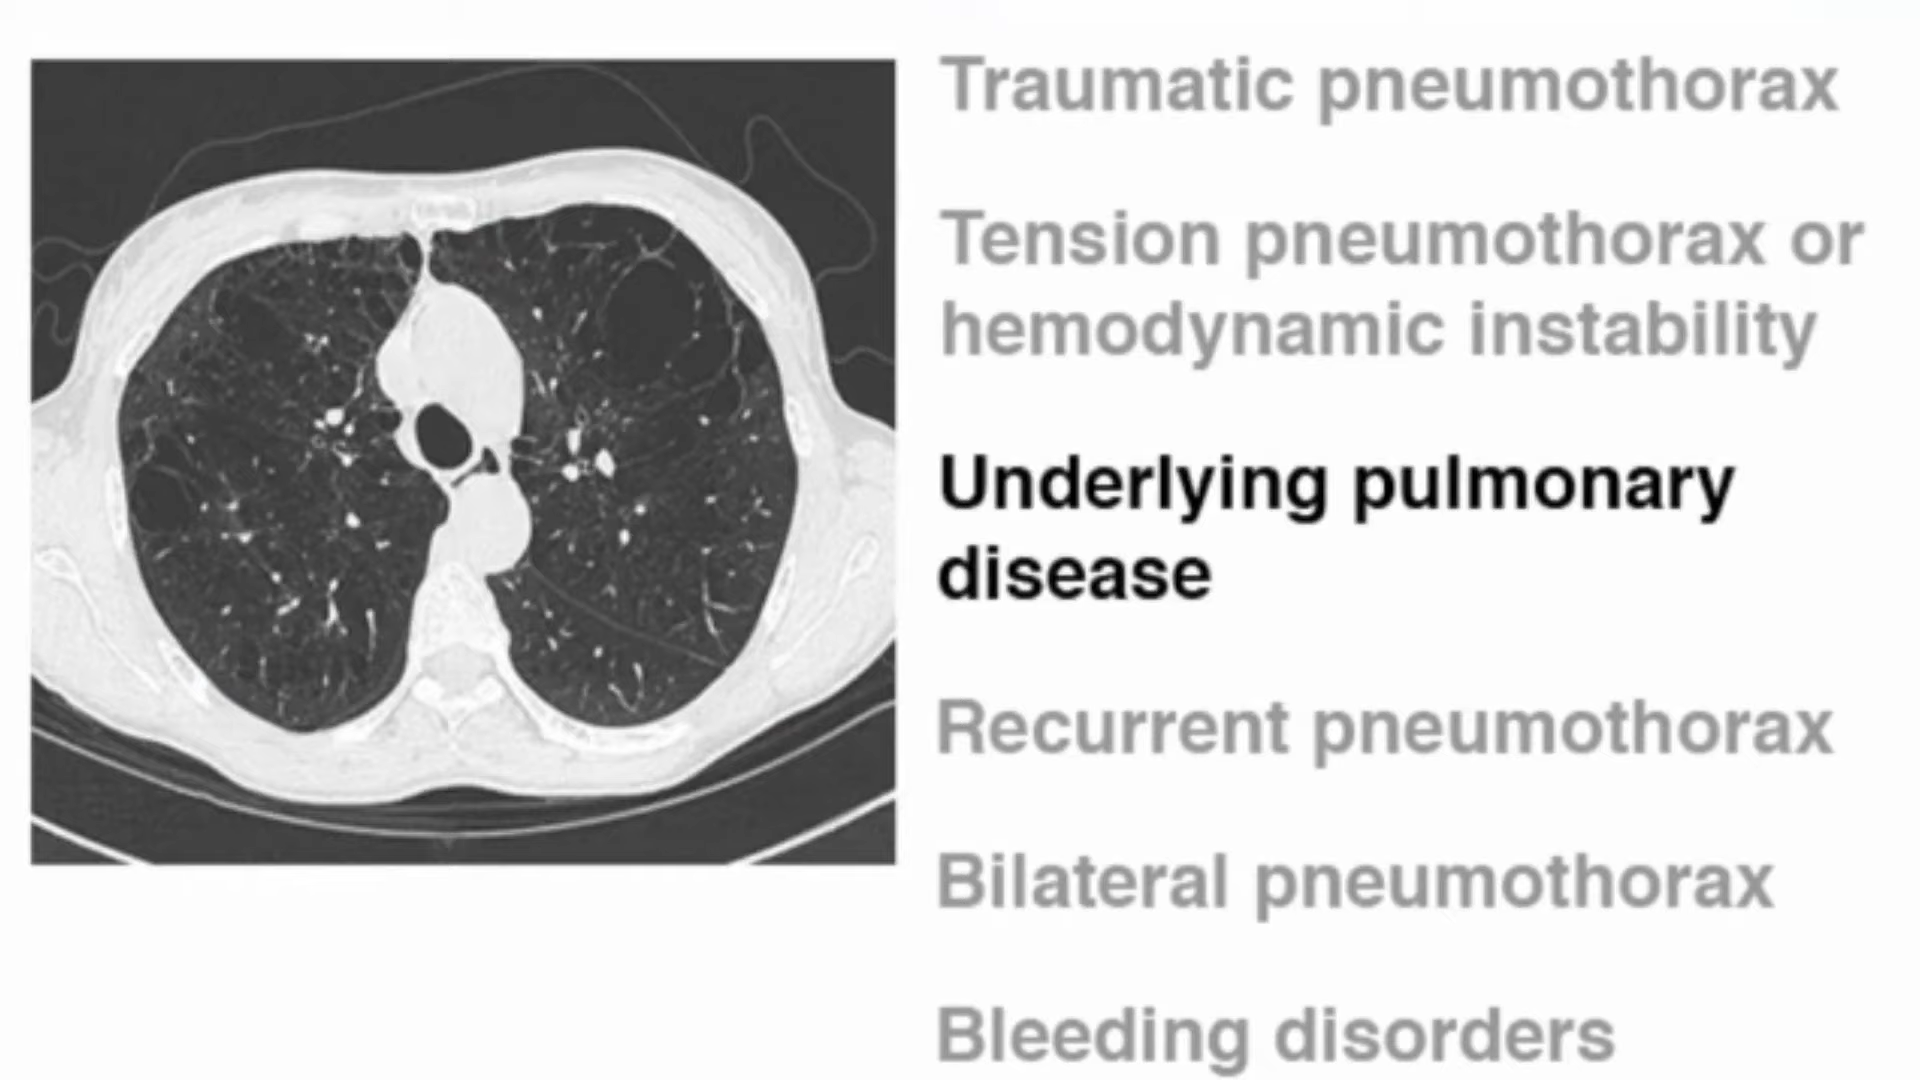 Traumatic pneumothorax
Tension pneumothorax or
hemodynamic instability
Underlying pulmonary
disease
Recurrent pneumothorax
Bilateral pneumothorax
Bleeding disorders